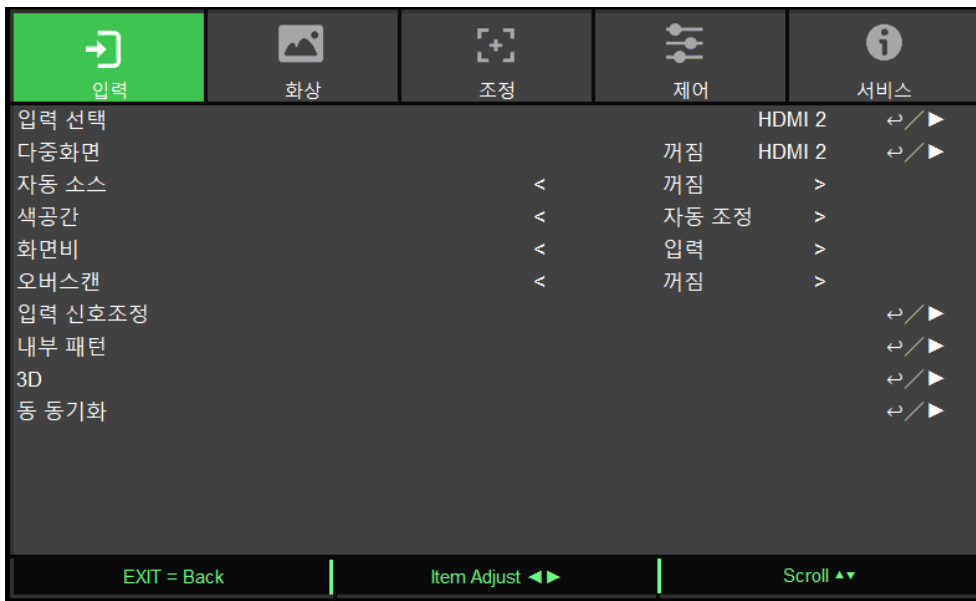 입력 화상 조정 제어 서비스
입력 선택 HDMI 2 ↩/▶
다중화면 꺼짐 HDMI 2 ↩/▶
자동 소스 < 꺼짐 >
색공간 < 자동 조정 >
화면비 < 입력 >
오버스캔 < 꺼짐 >
입력 신호조정 ↩/▶
내부 패턴 ↩/▶
3D ↩/▶
동 동기화 ↩/▶
EXIT = Back Item Adjust ◀▶ Scroll ▲▼